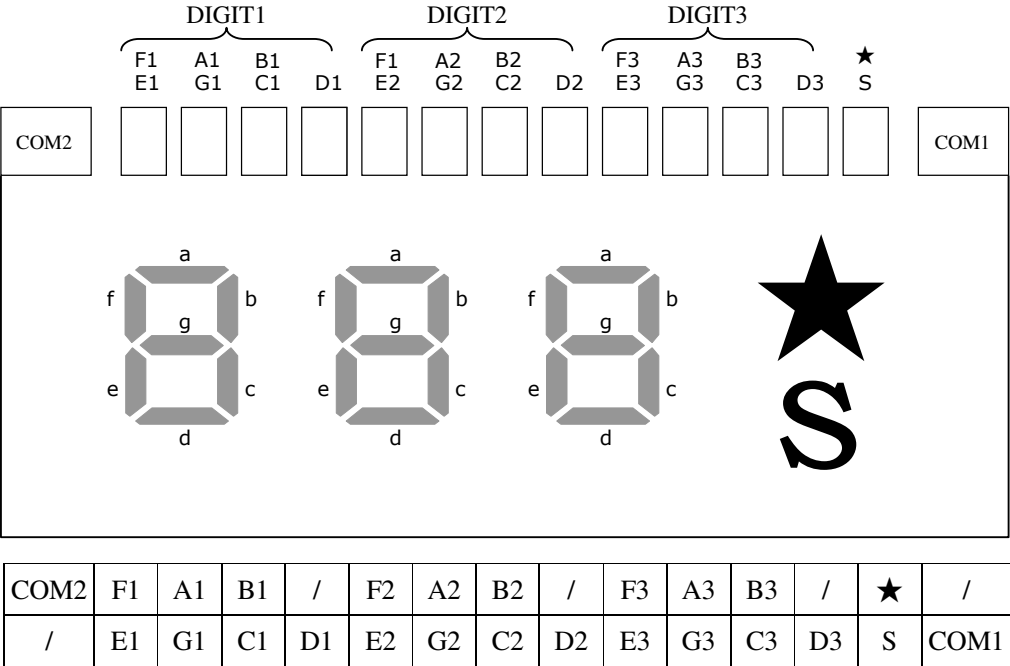 DIGIT1 DIGIT2 DIGIT3
F1 A1 B1 F1 A2 B2 F3 A3 B3 ★
E1 G1 C1 D1 E2 G2 C2 D2 E3 G3 C3 D3 S
COM2 COM1
a a a
f b f b f b
g g g
e c e c e c
d d d
S
COM2 F1 A1 B1 / F2 A2 B2 / F3 A3 B3 / ★ /
/ E1 G1 C1 D1 E2 G2 C2 D2 E3 G3 C3 D3 S COM1